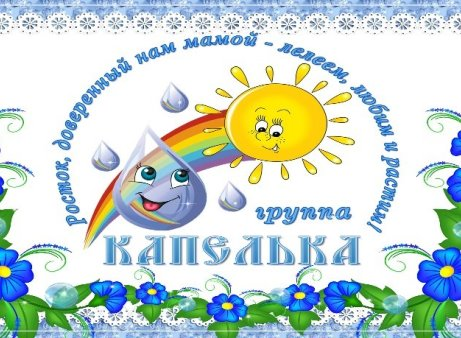 Росток, доверенный нам мамой - лелеем, любим и растим!
группа
КАПЕЛЬКА